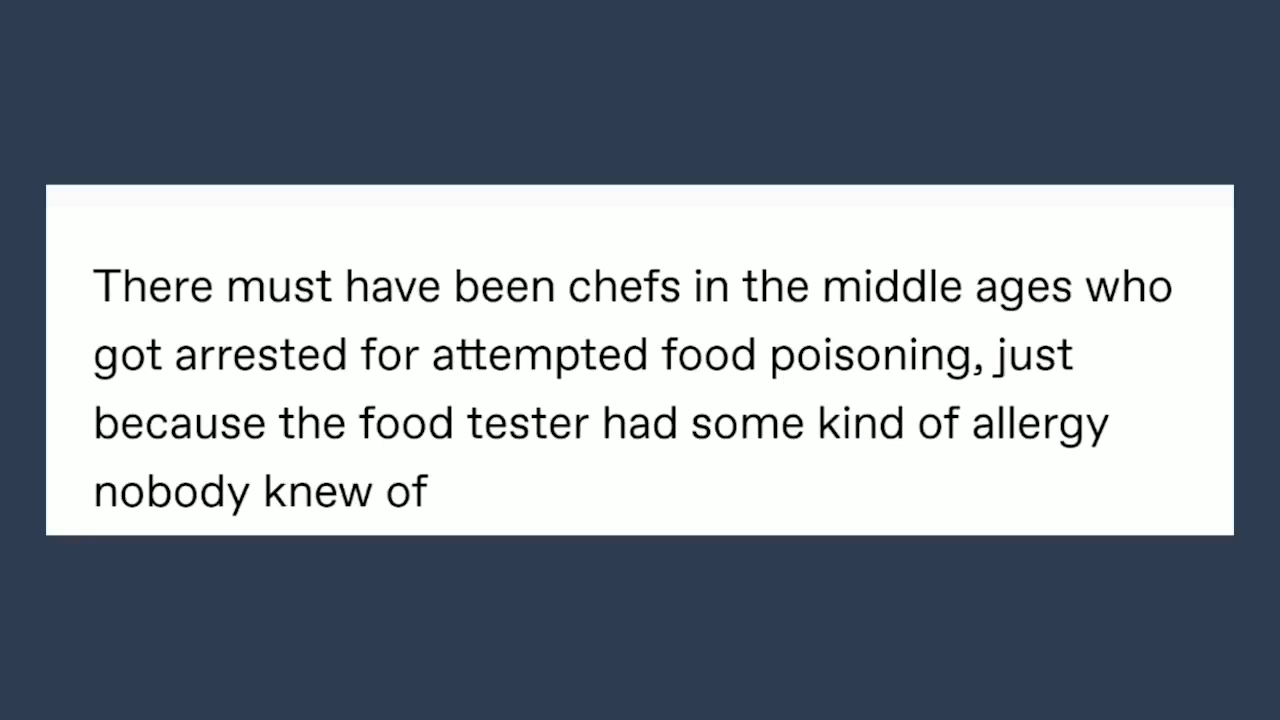 There must have been chefs in the middle ages who
got arrested for attempted food poisoning, just
because the food tester had some kind of allergy
nobody knew of